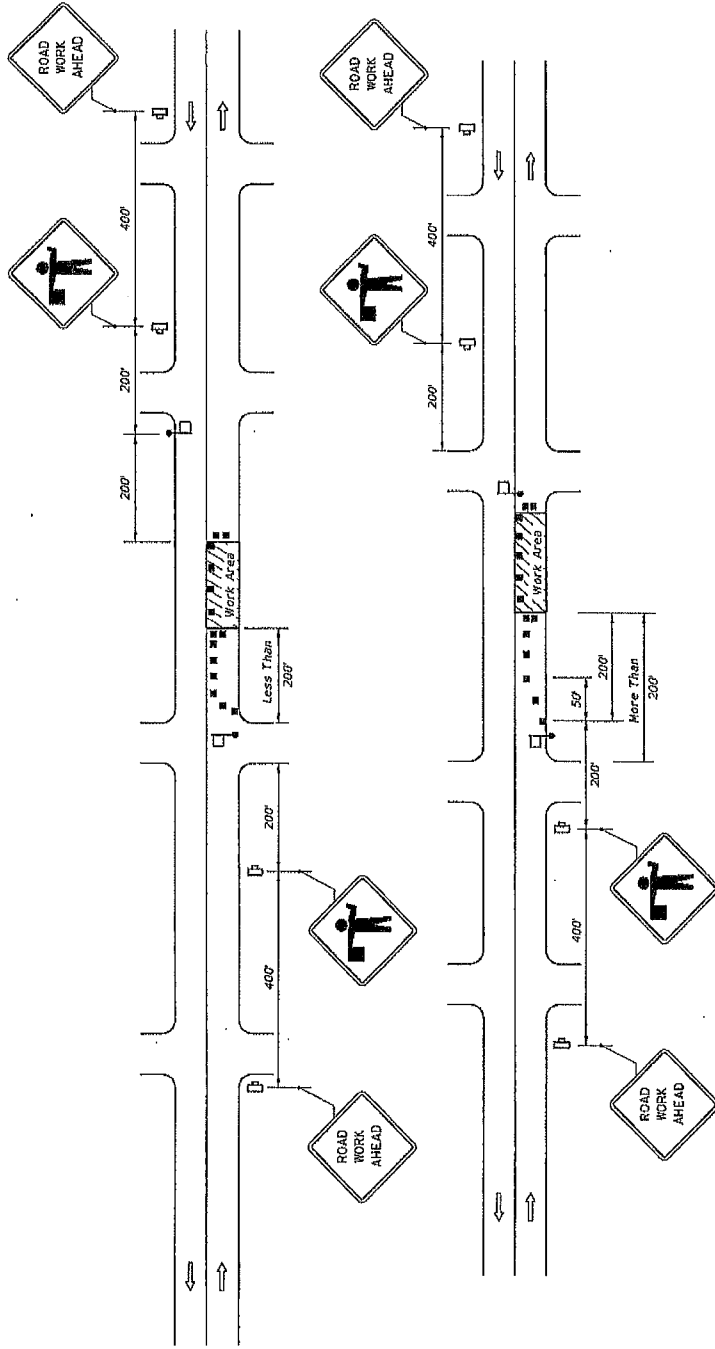 ROAD
WORK
AHEAD
400'
200'
200'
Work Area
Less Than
200'
200'
400'
ROAD
WORK
AHEAD
ROAD
WORK
AHEAD
400'
200'
Work Area
200'
More Than
200'
50'
200'
400'
ROAD
WORK
AHEAD